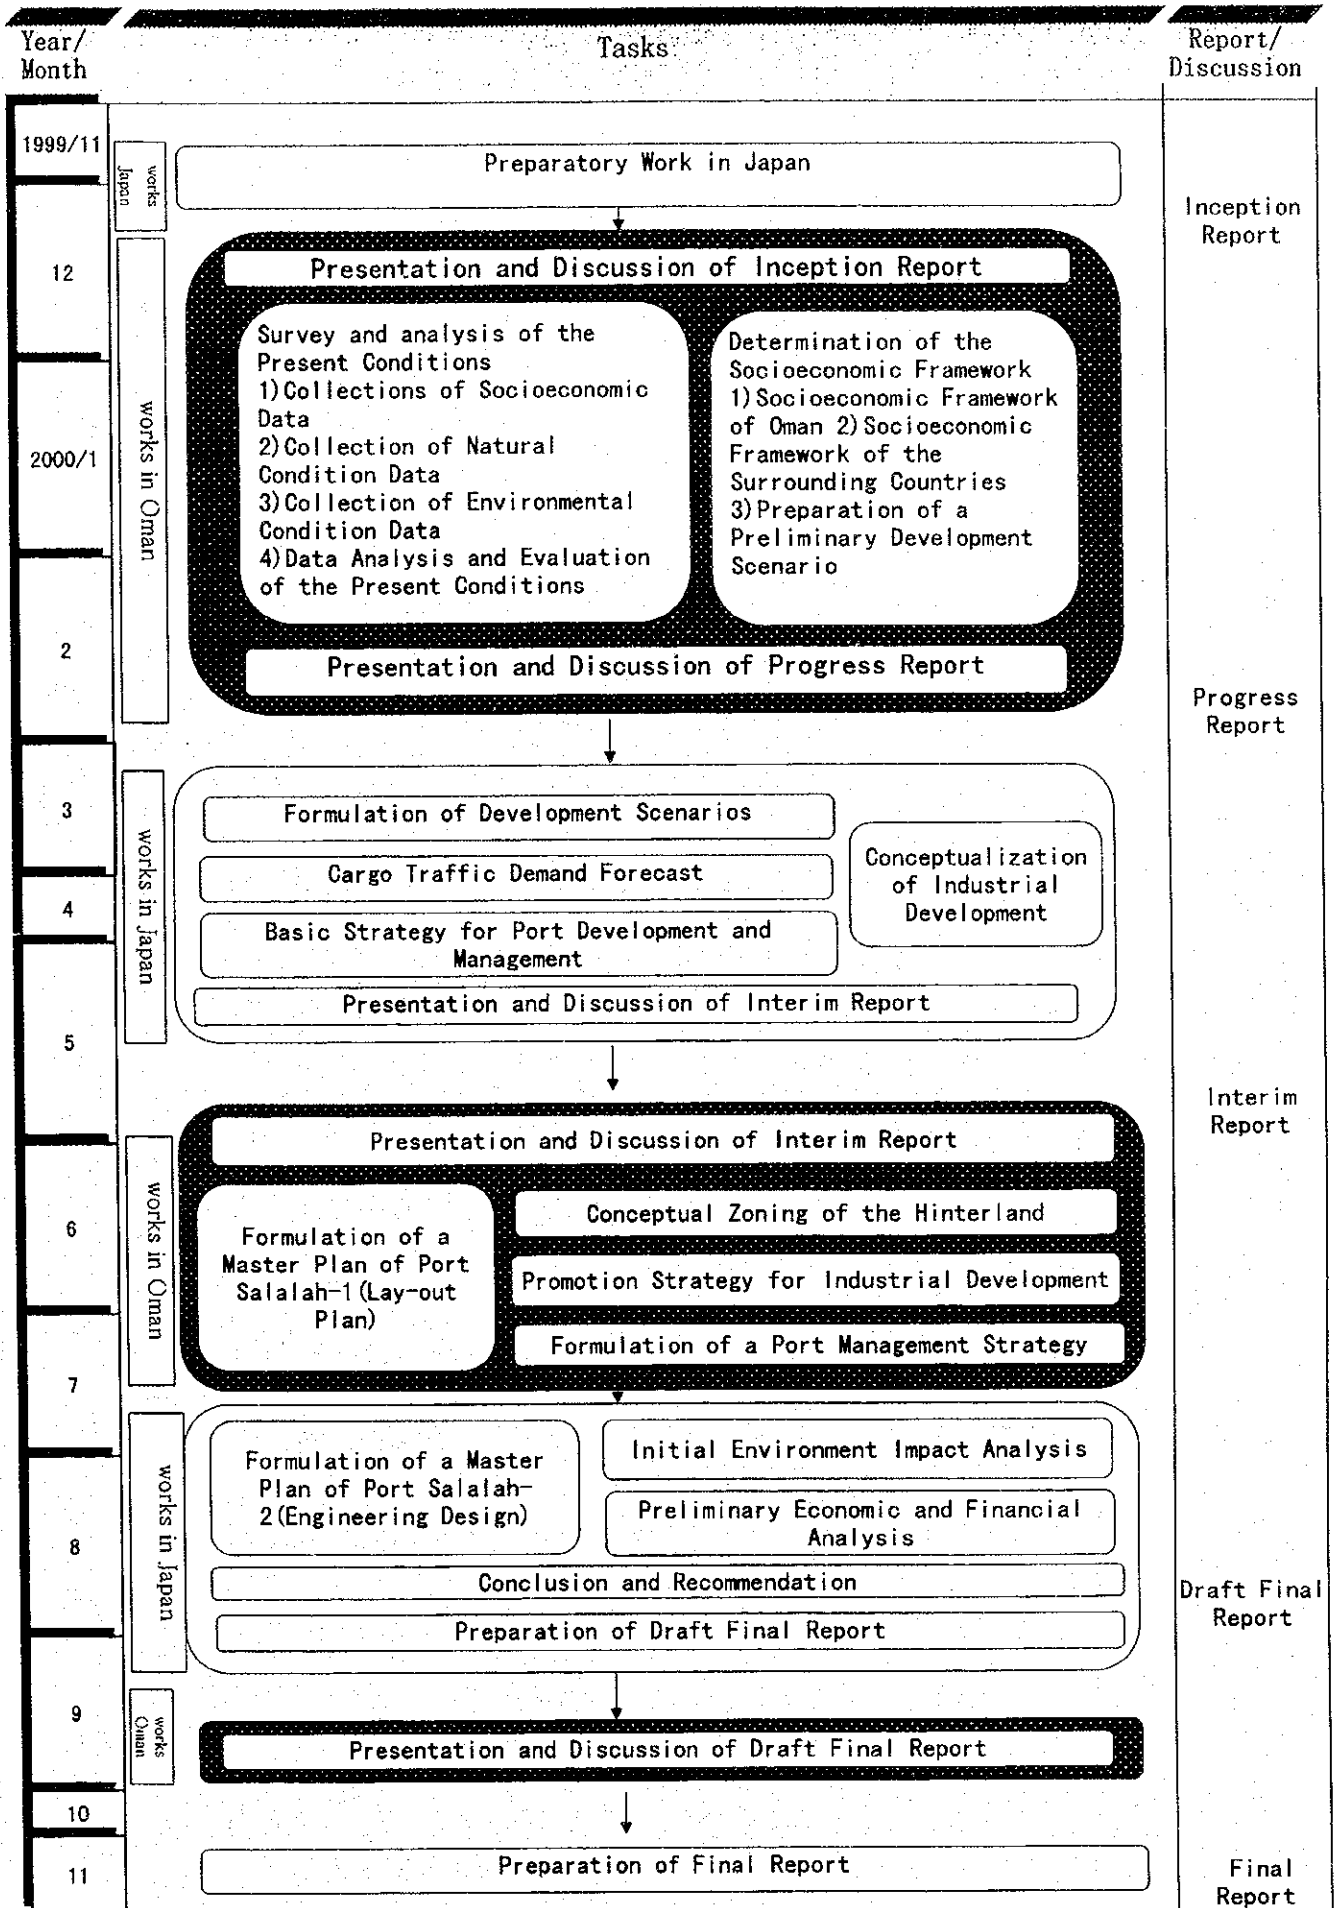 Year/
Month
Tasks
Report/
Discussion
1999/11
works
Japan
Preparatory Work in Japan
Inception
Report
12
works in Oman
Presentation and Discussion of Inception Report
Survey and analysis of the
Present Conditions
1)Collections of Socioeconomic
Data
2)Collection of Natural
Condition Data
3)Collection of Environmental
Condition Data
4)Data Analysis and Evaluation
of the Present Conditions
Determination of the
Socioeconomic Framework
1)Socioeconomic Framework
of Oman 2)Socioeconomic
Framework of the
Surrounding Countries
3)Preparation of a
Preliminary Development
Scenario
2000/1
2
Presentation and Discussion of Progress Report
Progress
Report
3
works in Japan
Formulation of Development Scenarios
Cargo Traffic Demand Forecast
Conceptualization
of Industrial
Development
4
Basic Strategy for Port Development and
Management
Presentation and Discussion of Interim Report
5
Interim
Report
Presentation and Discussion of Interim Report
works in Oman
6
Formulation of a
Master Plan of Port
Salalah-1(Lay-out
Plan)
Conceptual Zoning of the Hinterland
Promotion Strategy for Industrial Development
Formulation of a Port Management Strategy
7
works in Japan
Formulation of a Master
Plan of Port Salalah-
2(Engineering Design)
Initial Environment Impact Analysis
Preliminary Economic and Financial
Analysis
8
Conclusion and Recommendation
Preparation of Draft Final Report
Draft Final
Report
9
works
Oman
Presentation and Discussion of Draft Final Report
10
11
Preparation of Final Report
Final
Report